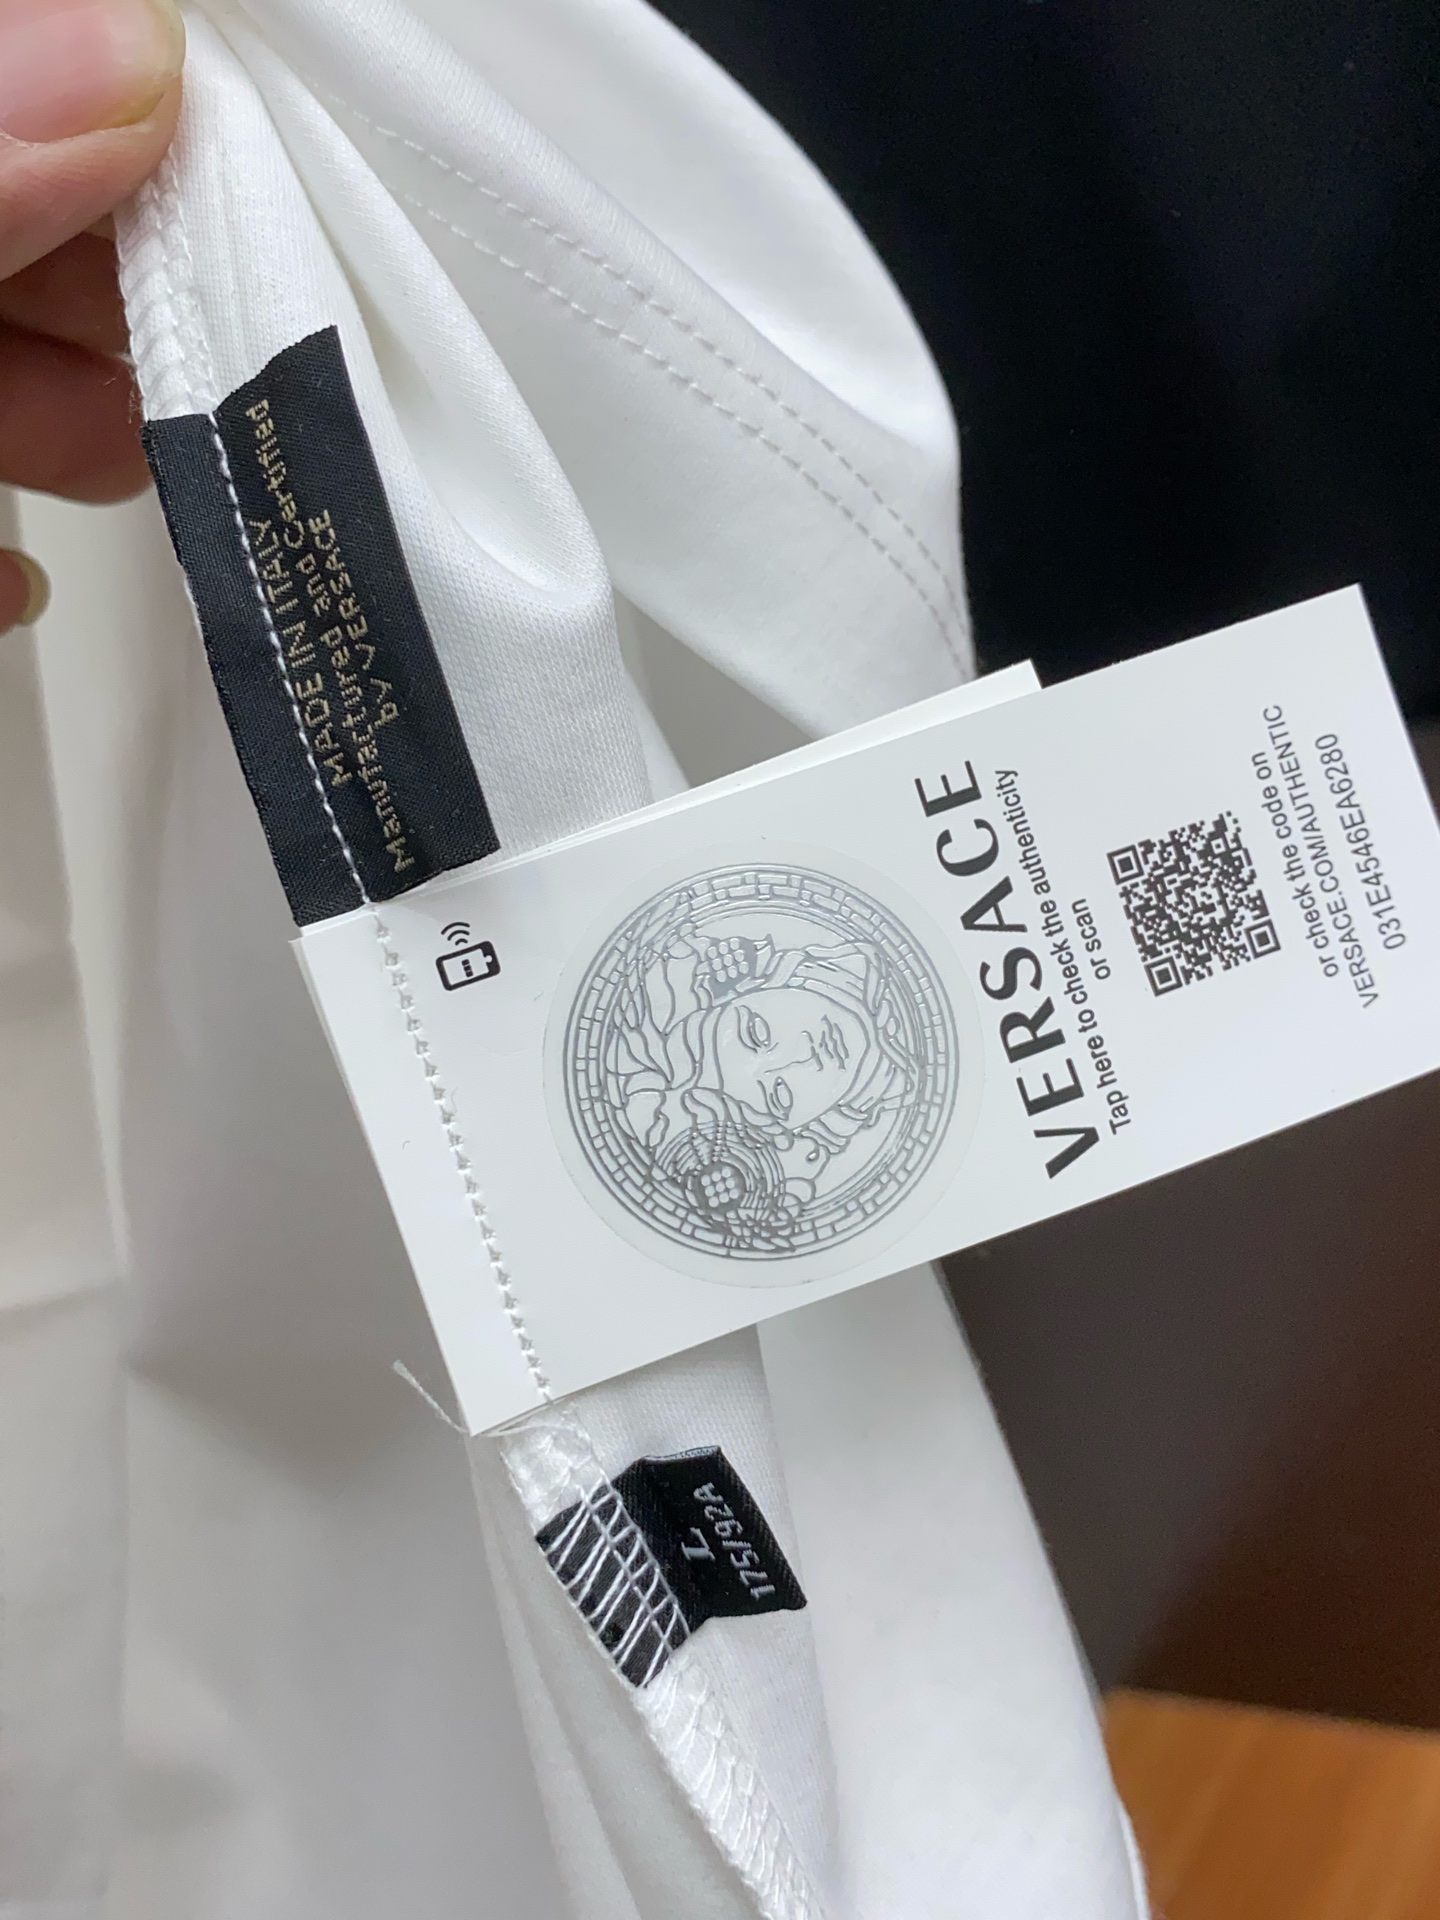 MADE IN ITALY
Manufactured and Certified
by VERSACE
VERSACE
Tap here to check the authenticity
or scan
or check the code on
VERSACE.COM/AUTHENTIC
031E4546EA6280
L
175/92A